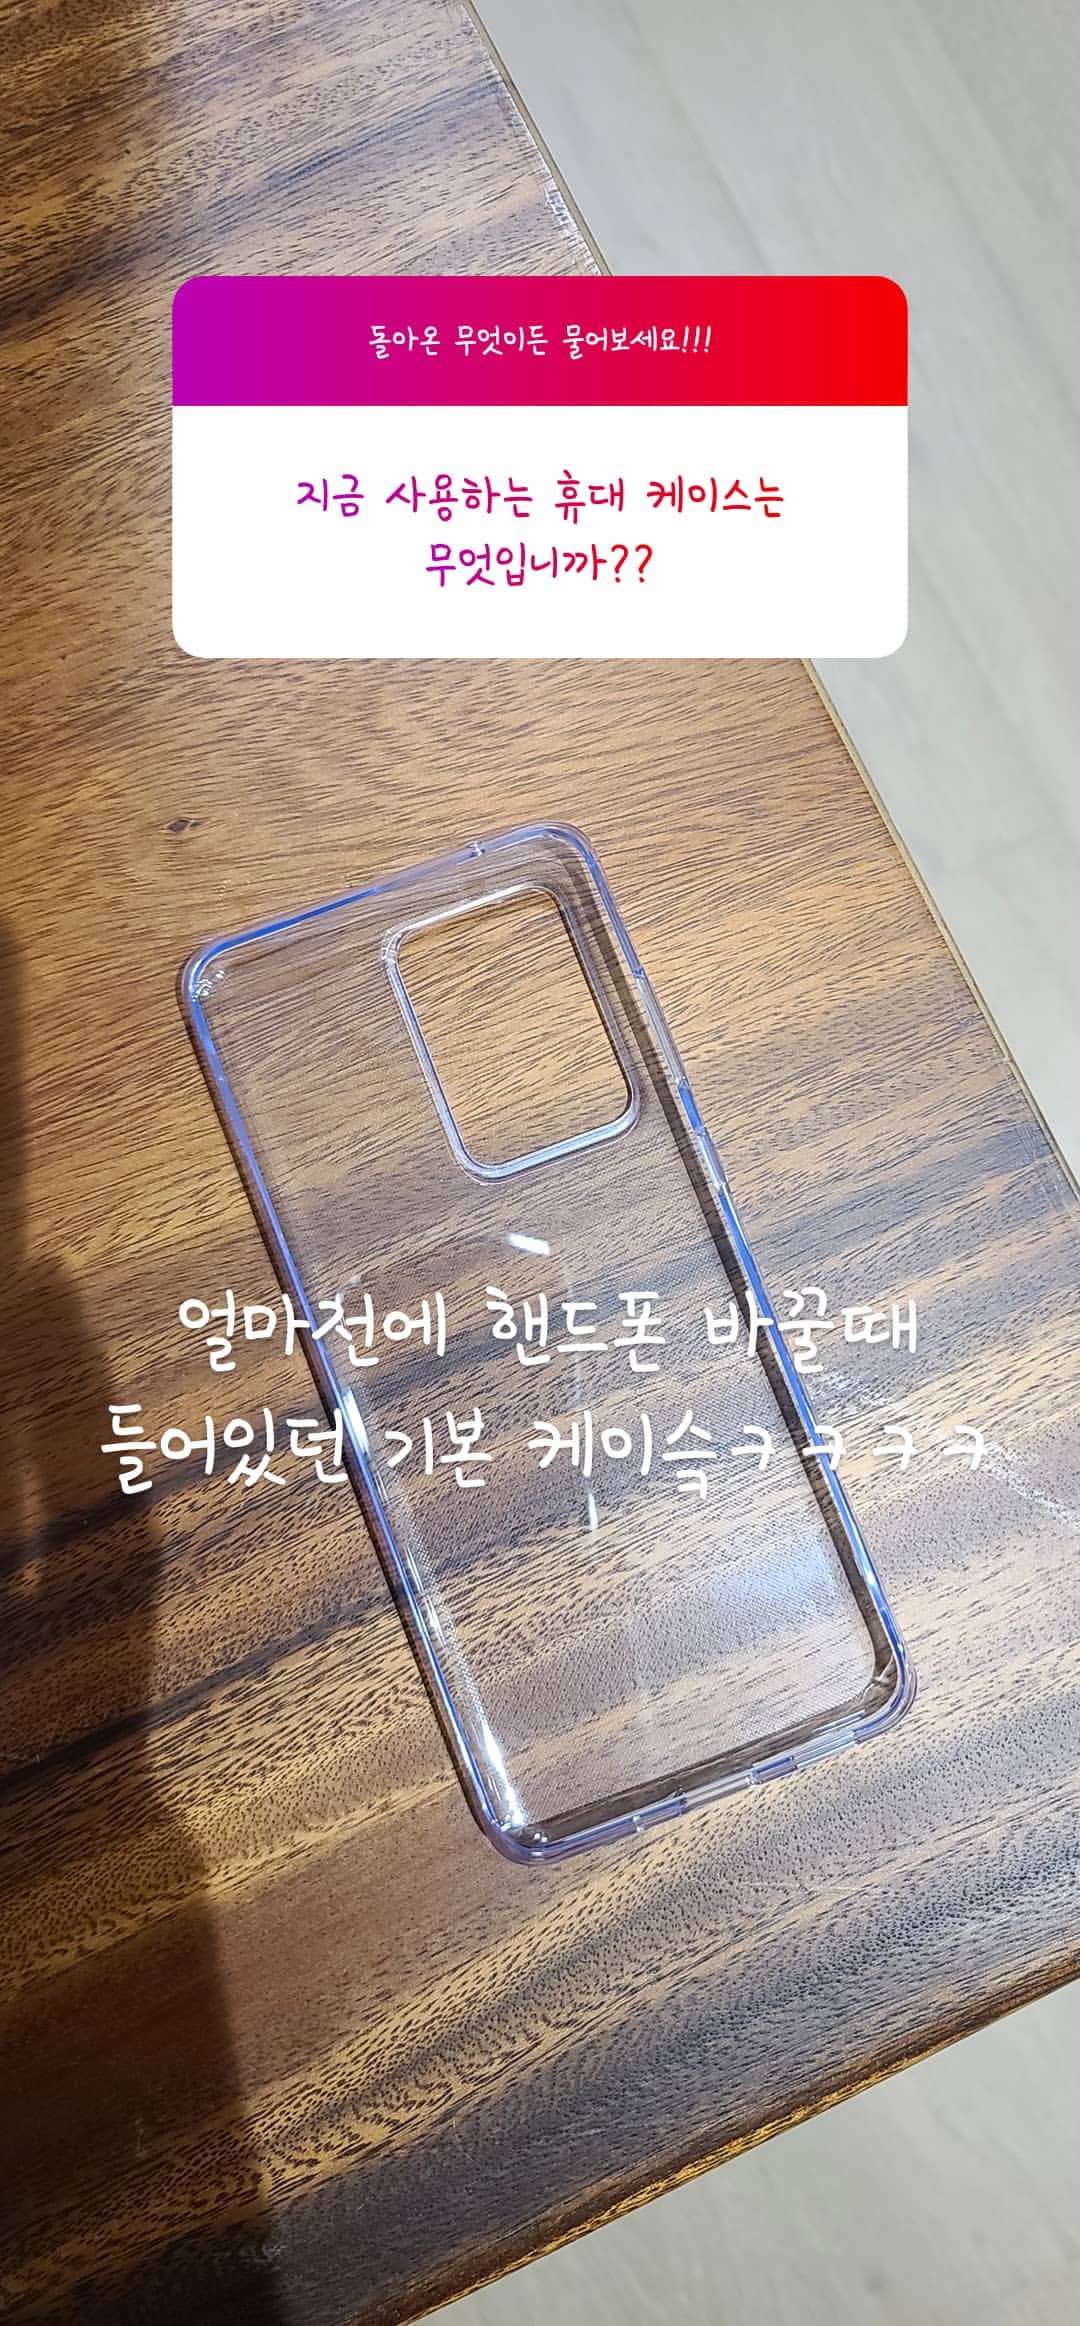 돌아온 무엇이든 물어보세요!!!
지금 사용하는 휴대 케이스는
무엇입니까??
얼마전에 핸드폰 바꿀때
들어있던 기본 케이슼ㅋㅋㅋㅋ